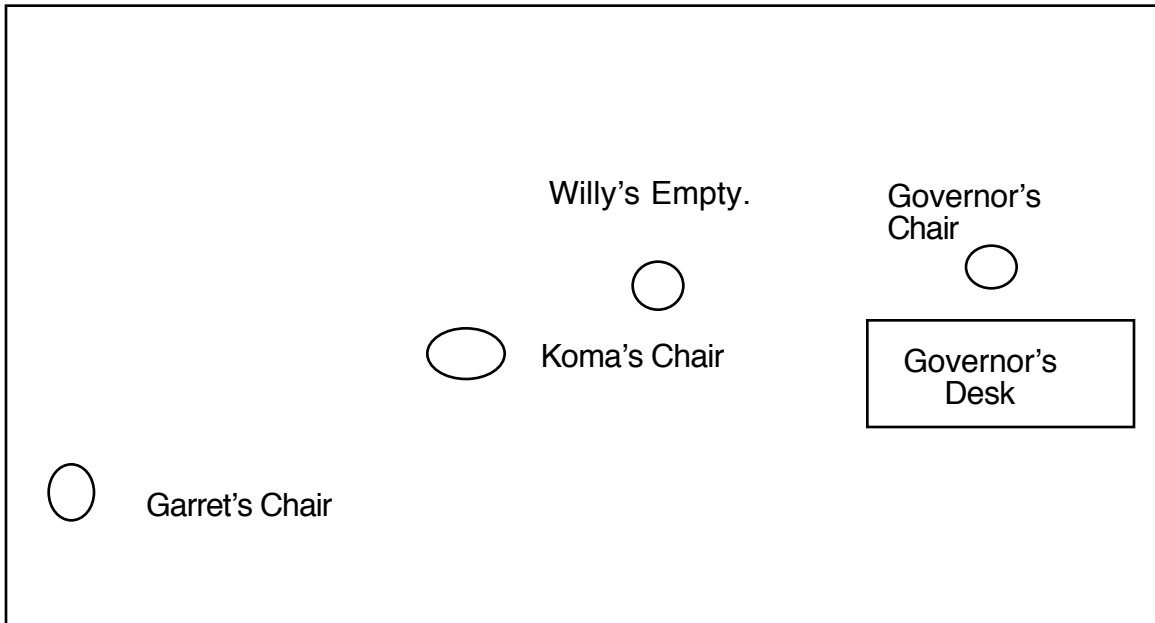 Willy’s Empty.
Governor’s
Chair
Koma’s Chair
Governor’s
Desk
Garret’s Chair